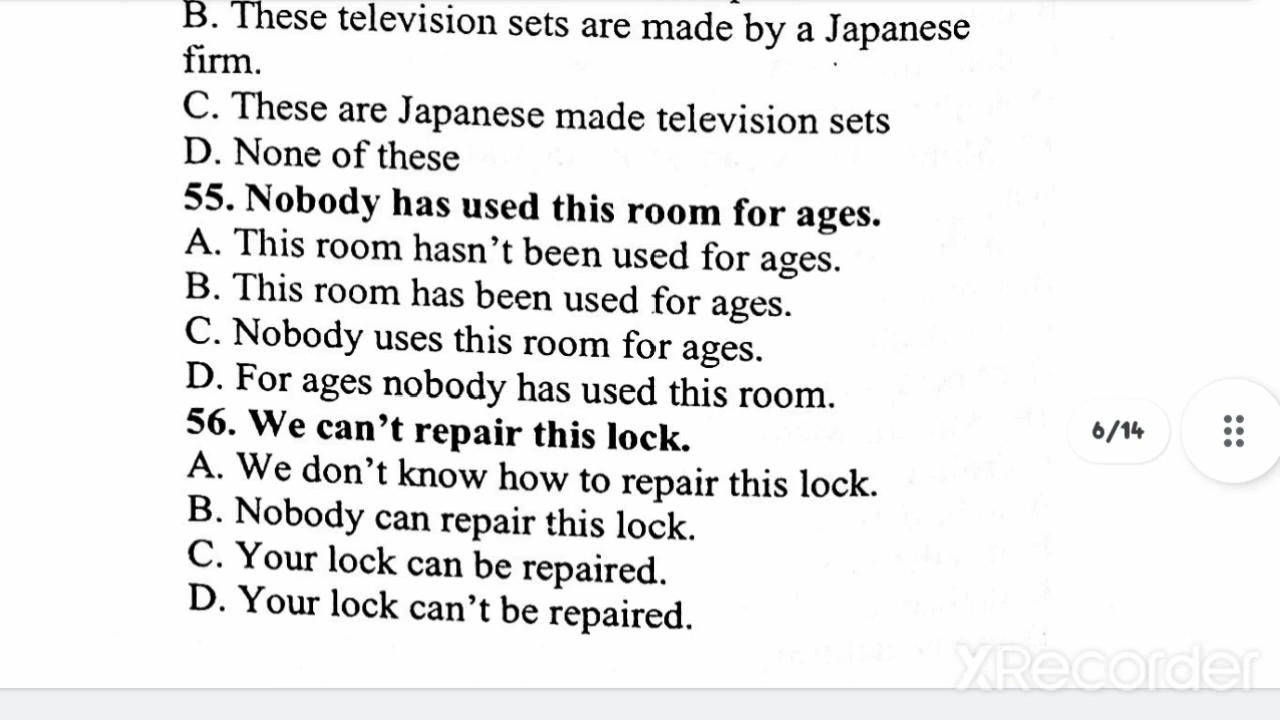 B. These television sets are made by a Japanese
firm.
C. These are Japanese made television sets
D. None of these
55. Nobody has used this room for ages.
A. This room hasn't been used for ages.
B. This room has been used for ages.
C. Nobody uses this room for ages.
D. For ages nobody has used this room.
56. We can't repair this lock.
A. We don't know how to repair this lock.
B. Nobody can repair this lock.
C. Your lock can be repaired.
D. Your lock can't be repaired.
6/14
XRecorder